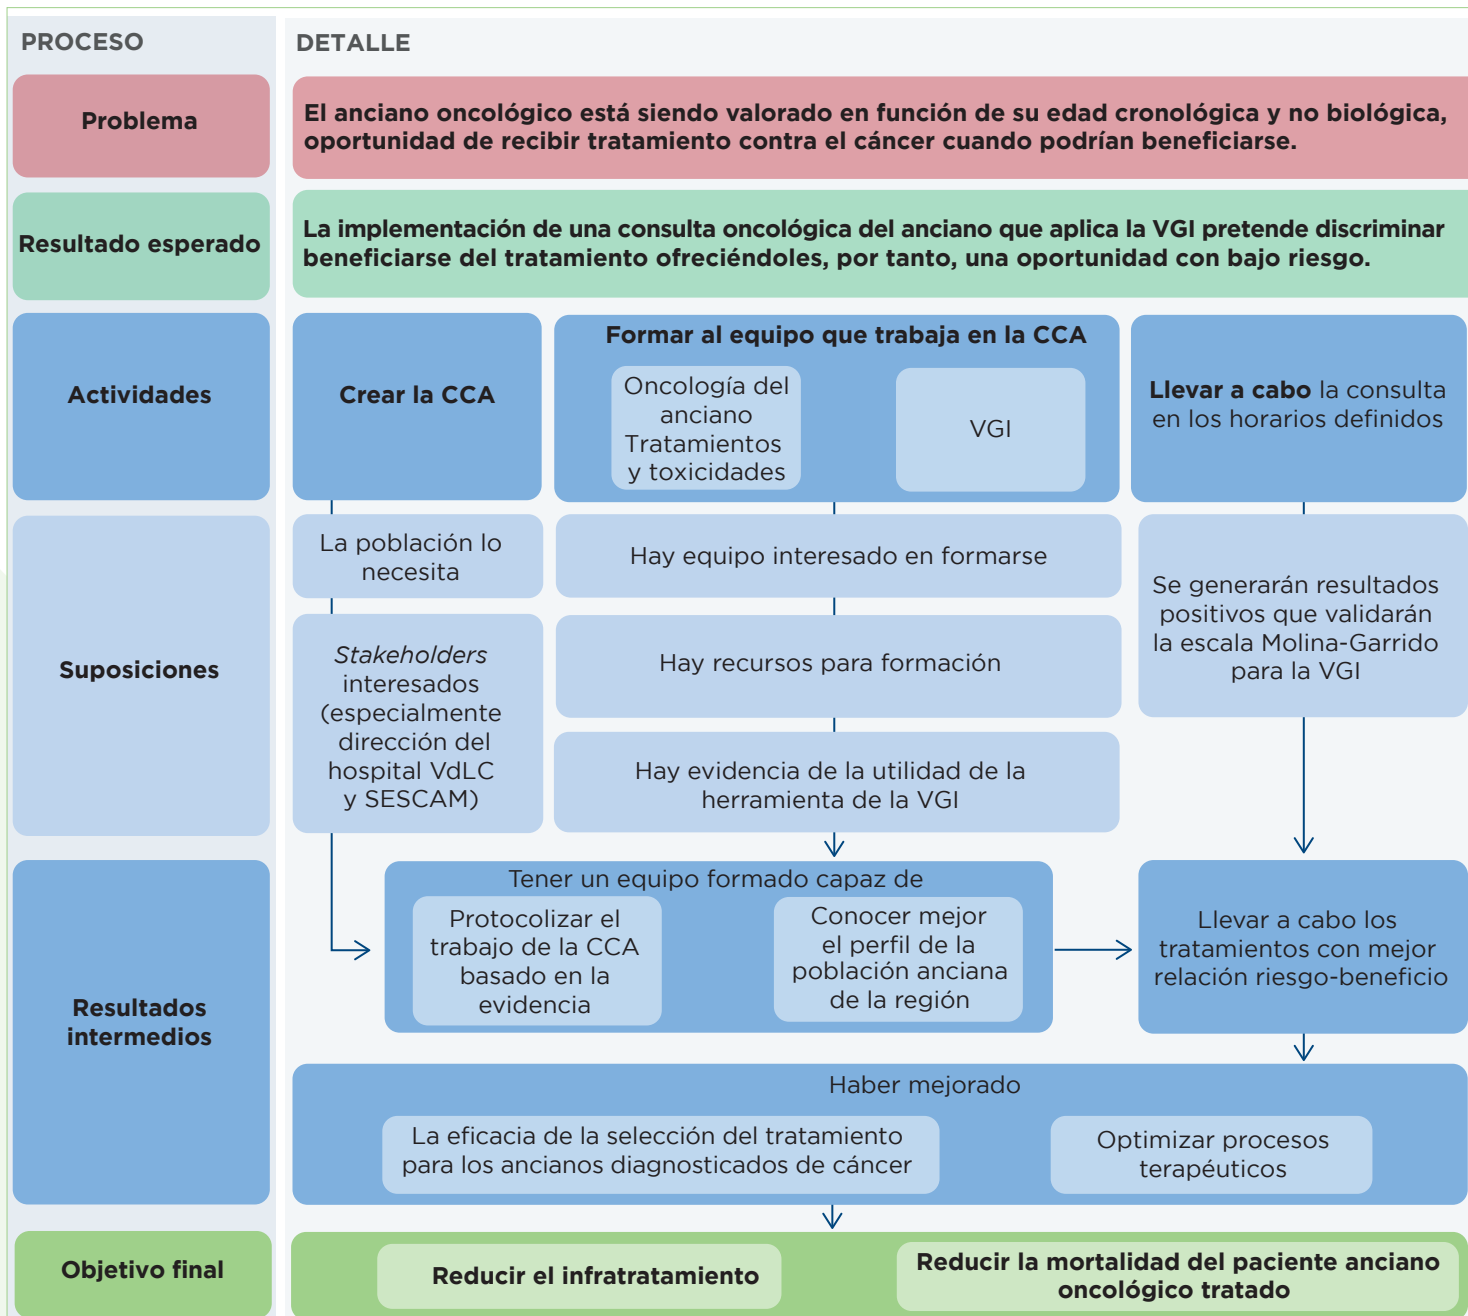 PROCESO
DETALLE
Problema
El anciano oncológico está siendo valorado en función de su edad cronológica y no biológica,
oportunidad de recibir tratamiento contra el cáncer cuando podrían beneficiarse.
Resultado esperado
La implementación de una consulta oncológica del anciano que aplica la VGI pretende discriminar
beneficiarse del tratamiento ofreciéndoles, por tanto, una oportunidad con bajo riesgo.
Actividades
Crear la CCA
Formar al equipo que trabaja en la CCA
Oncología del
anciano
Tratamientos
y toxicidades
VGI
Llevar a cabo la consulta
en los horarios definidos
Suposiciones
La población lo
necesita
Stakeholders
interesados
(especialmente
dirección del
hospital VdLC
y SESCAM)
Hay equipo interesado en formarse
Hay recursos para formación
Hay evidencia de la utilidad de la
herramienta de la VGI
Se generarán resultados
positivos que validarán
la escala Molina-Garrido
para la VGI
Resultados
intermedios
Tener un equipo formado capaz de
Protocolizar el
trabajo de la CCA
basado en la
evidencia
Conocer mejor
el perfil de la
población anciana
de la región
Llevar a cabo los
tratamientos con mejor
relación riesgo-beneficio
Haber mejorado
La eficacia de la selección del tratamiento
para los ancianos diagnosticados de cáncer
Optimizar procesos
terapéuticos
Objetivo final
Reducir el infratratamiento
Reducir la mortalidad del paciente anciano
oncológico tratado